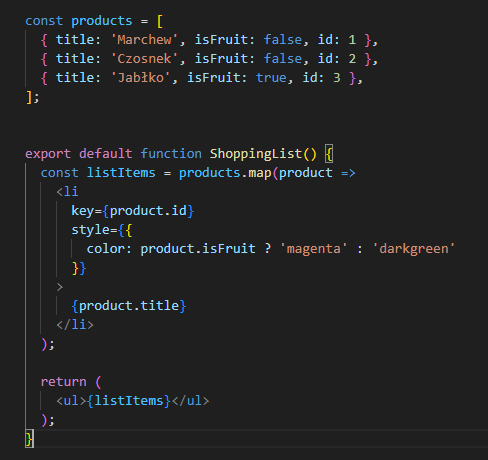 const products = [
  { title: 'Marchew', isFruit: false, id: 1 },
  { title: 'Czosnek', isFruit: false, id: 2 },
  { title: 'Jabłko', isFruit: true, id: 3 },
];
export default function ShoppingList() {
  const listItems = products.map(product =>
    <li
      key={product.id}
      style={{
        color: product.isFruit ? 'magenta' : 'darkgreen'
      }}
    >
      {product.title}
    </li>
  );
  return (
    <ul>{listItems}</ul>
  );
}